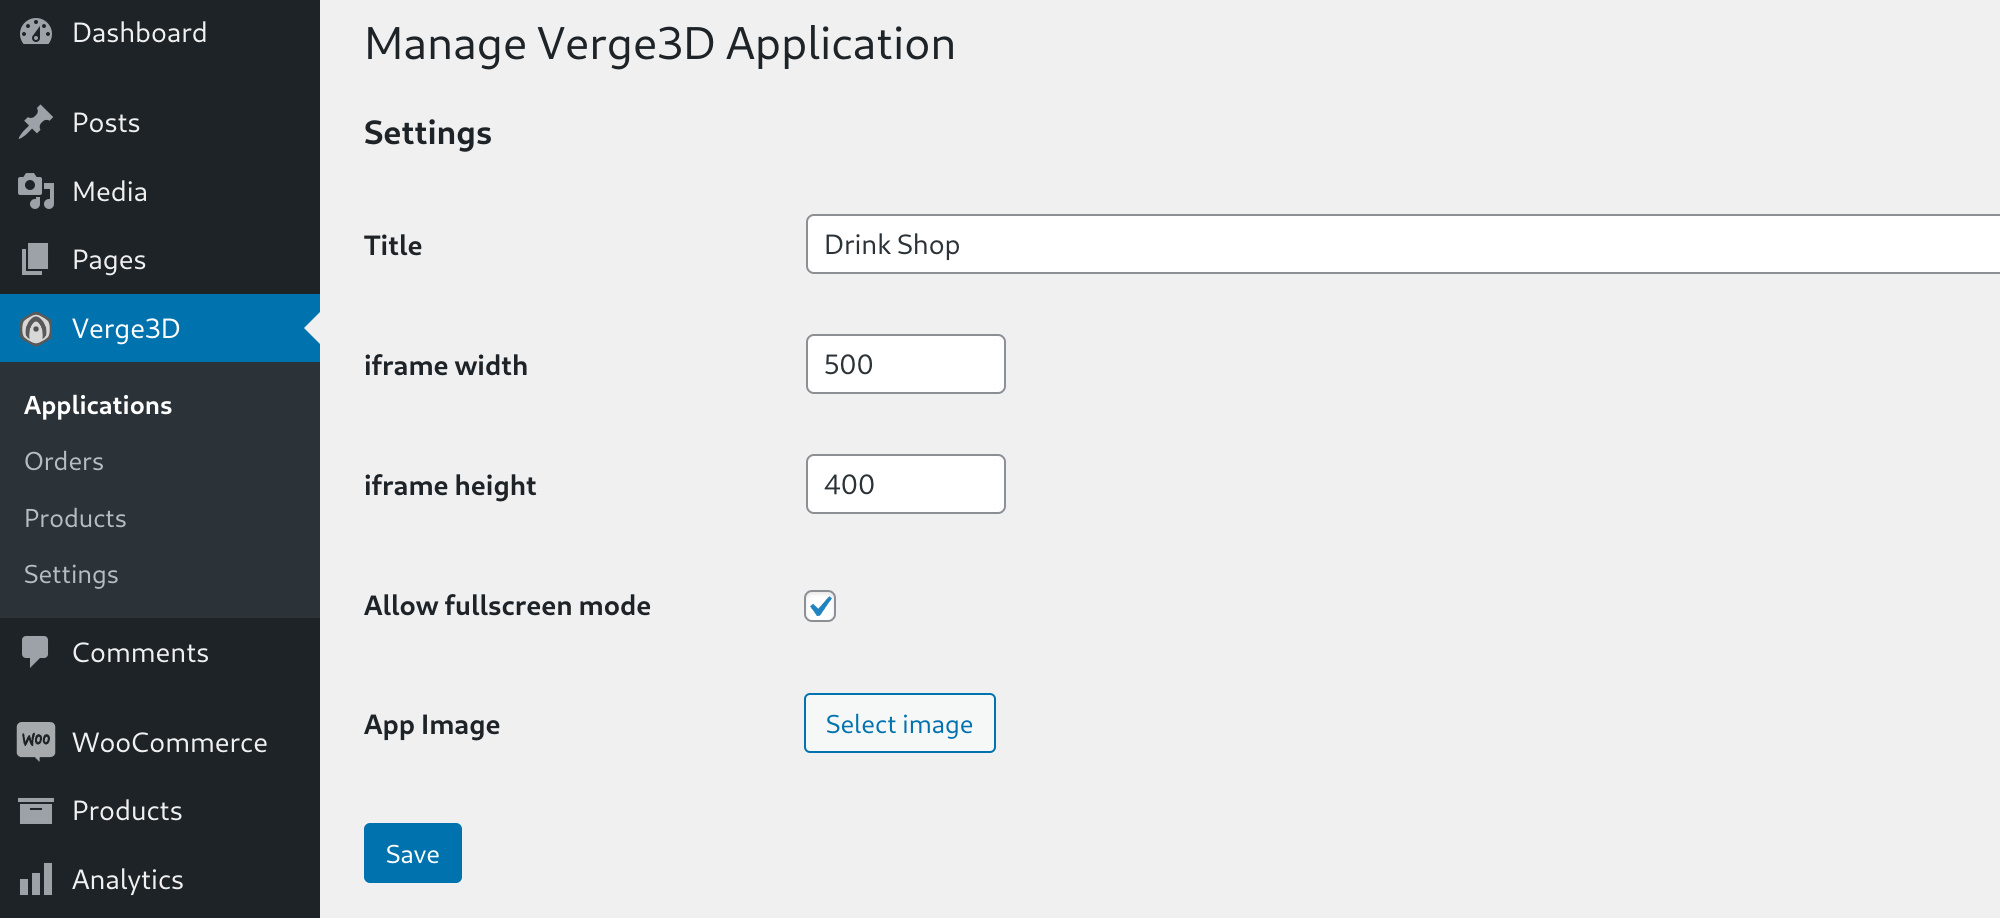 Dashboard
Posts
Media
Pages
Verge3D
Applications
Orders
Products
Settings
Comments
Woo WooCommerce
Products
Analytics
Manage Verge3D Application
Settings
Title Drink Shop
iframe width 500
iframe height 400
Allow fullscreen mode
App Image Select image
Save